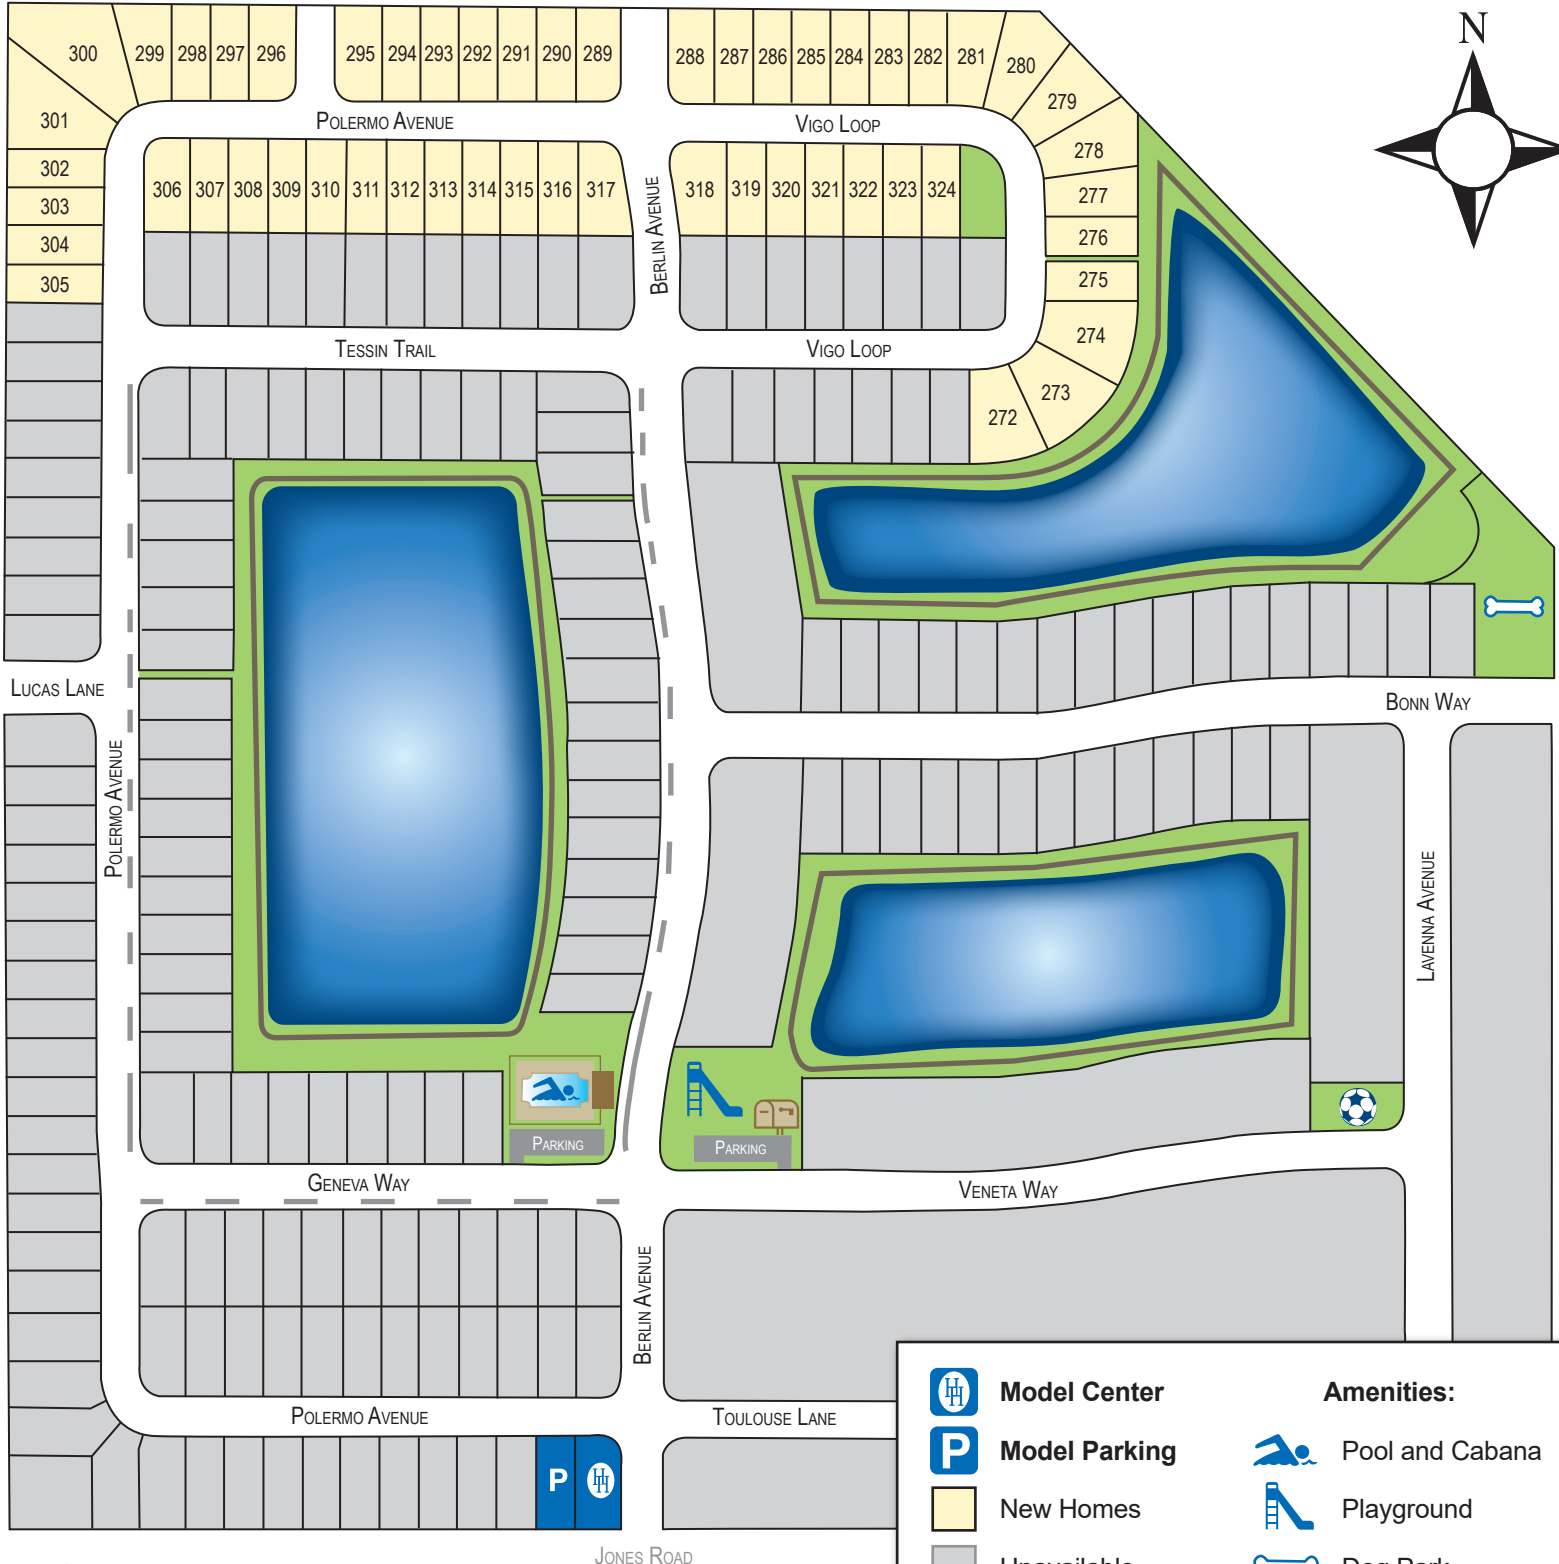 N
300 299 298 297 296 295 294 293 292 291 290 289 288 287 286 285 284 283 282 281 280
279
301
Polermo Avenue
Vigo Loop
278
302
303
304
305
306 307 308 309 310 311 312 313 314 315 316 317
Berlin Avenue
318 319 320 321 322 323 324
277
276
275
274
273
272
Tessin Trail
Vigo Loop
Lucas Lane
Bonn Way
Polermo Avenue
Lavenna Avenue
Parking
Parking
Geneva Way
Veneta Way
Berlin Avenue
Polermo Avenue
Toulouse Lane
P HH
Jones Road
HH Model Center
P Model Parking
New Homes
Unavailable
Amenities:
Pool and Cabana
Playground
Dog Park